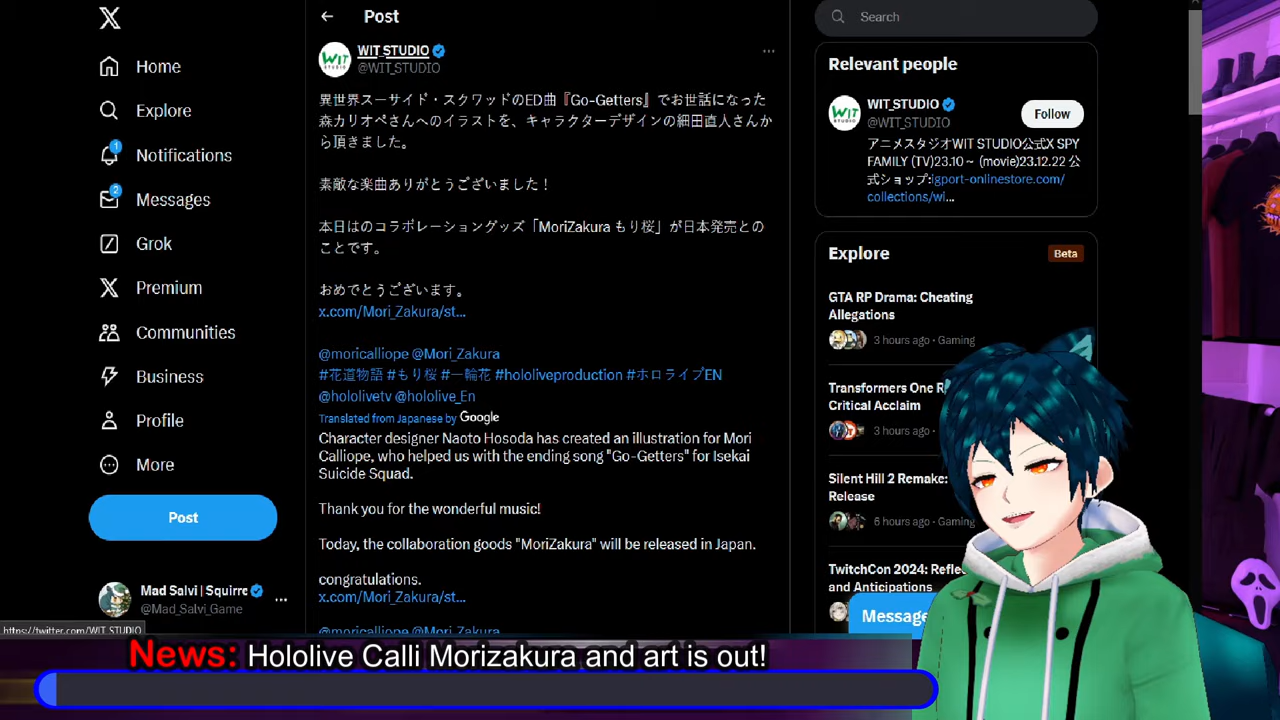 Home
Explore
1
Notifications
2
Messages
Grok
Premium
Communities
Business
Profile
More
Post
Mad Salvi | Squirre
@Mad_Salvi_Game
https://twitter.com/WIT_STUDIO
Post
WIT STUDIO
WIT_STUDIO
@WIT_STUDIO
異世界スーサイド・スクワッドのED曲『Go-Getters』でお世話になった
森カリオペさんへのイラストを、キャラクターデザインの細田直人さんか
ら頂きました。
素敵な楽曲ありがとうございました！
本日はのコラボレーショングッズ「MoriZakura もり桜」が日本発売との
ことです。
おめでとうございます。
x.com/Mori_Zakura/st...
@moricalliope @Mori_Zakura
#花道物語 #もり桜 #一輪花 #hololiveproduction #ホロライブEN
@hololivetv @hololive_En
Translated from Japanese by Google
Character designer Naoto Hosoda has created an illustration for Mori
Calliope, who helped us with the ending song "Go-Getters" for Isekai
Suicide Squad.
Thank you for the wonderful music!
Today, the collaboration goods "MoriZakura" will be released in Japan.
congratulations.
x.com/Mori_Zakura/st...
@moricalliope @Mori_Zakura
Search
Relevant people
WIT STUDIO
WIT_STUDIO
@WIT_STUDIO
Follow
アニメスタジオWIT STUDIO公式X SPY
FAMILY (TV)23.10～ (movie)23.12.22 公
式ショップ:igport-onlinestore.com/
collections/wi...
Explore
Beta
GTA RP Drama: Cheating
Allegations
3 hours ago · Gaming
Transformers One R
Critical Acclaim
3 hours ago · Gaming
Silent Hill 2 Remake:
Release
6 hours ago · Gaming
TwitchCon 2024: Refle
and Anticipations
Message
News: Hololive Calli Morizakura and art is out!